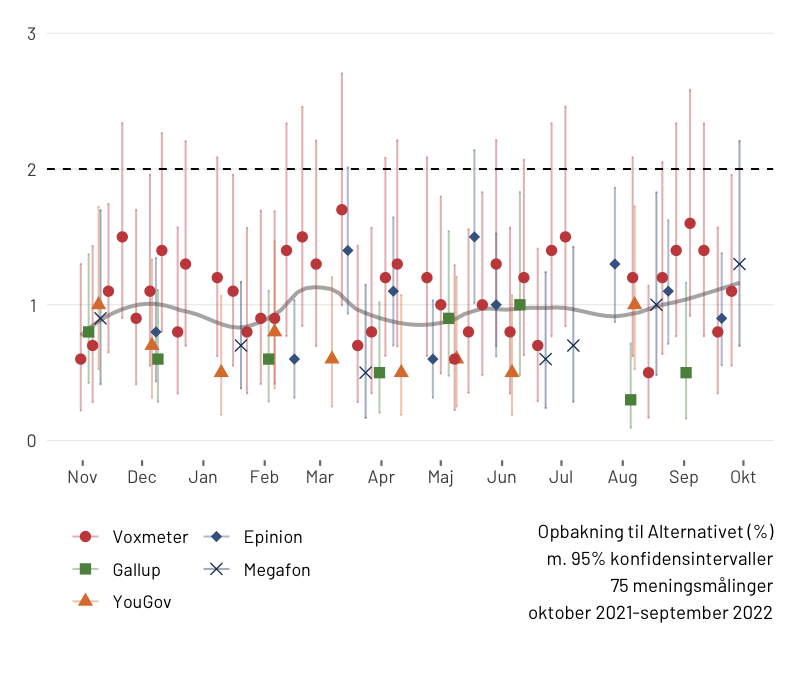 3
2
1
0
Nov Dec Jan Feb Mar Apr Maj Jun Jul Aug Sep Okt
Voxmeter
Gallup
YouGov
Epinion
Megafon
Opbakning til Alternativet (%)
m. 95% konfidensintervaller
75 meningsmålinger
oktober 2021-september 2022